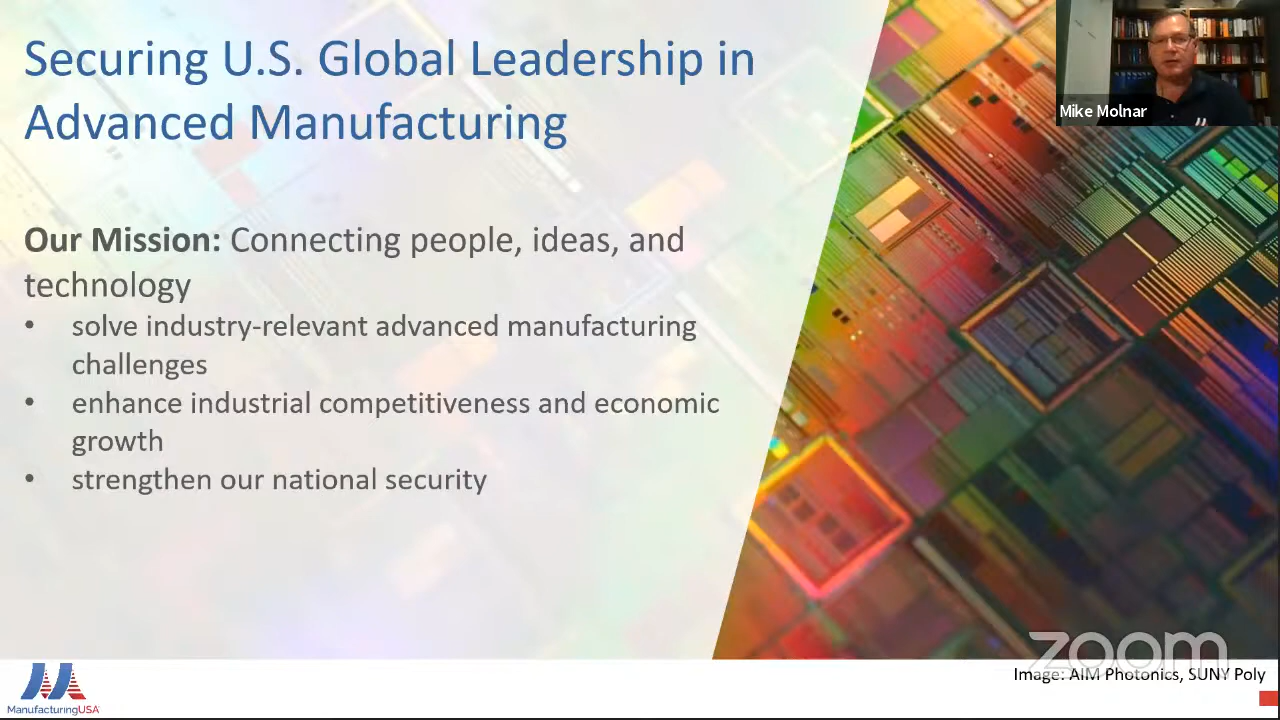 Securing U.S. Global Leadership in
Advanced Manufacturing
Mike Molnar
Our Mission: Connecting people, ideas, and
technology
• solve industry-relevant advanced manufacturing
challenges
• enhance industrial competitiveness and economic
growth
• strengthen our national security
zoom
Image: AIM Photonics, SUNY Poly
ManufacturingUSA